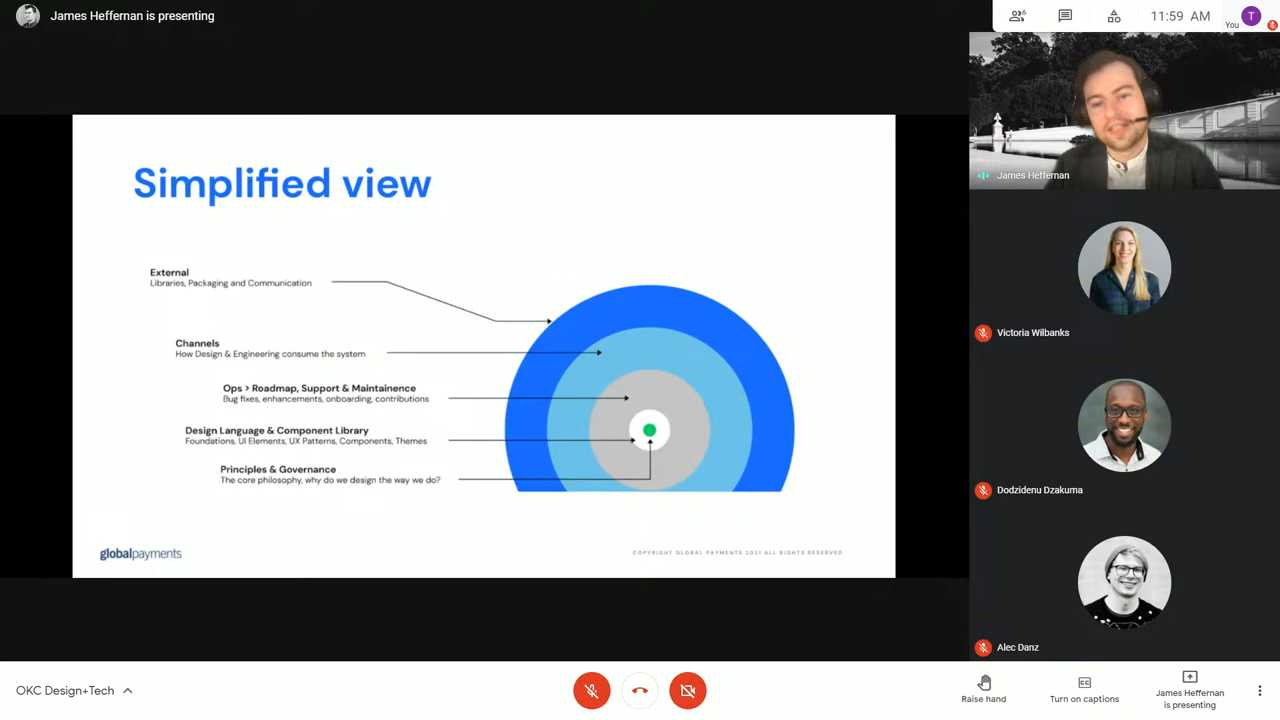 James Heffernan is presenting
6
11:59 AM
You
T
Simplified view
External
Libraries, Packaging and Communication
Channels
How Design & Engineering consume the system
Ops > Roadmap, Support & Maintainence
Bug fixes, enhancements, onboarding, contributions
Design Language & Component Library
Foundations, UI Elements, UX Patterns, Components, Themes
Principles & Governance
The core philosophy, why do we design the way we do?
globalpayments
COPYRIGHT GLOBAL PAYMENTS 2021 ALL RIGHTS RESERVED
James Heffernan
Victoria Wilbanks
Dodzidenu Dzakuma
Alec Danz
OKC Design+Tech
Raise hand
CC
Turn on captions
James Heffernan
is presenting